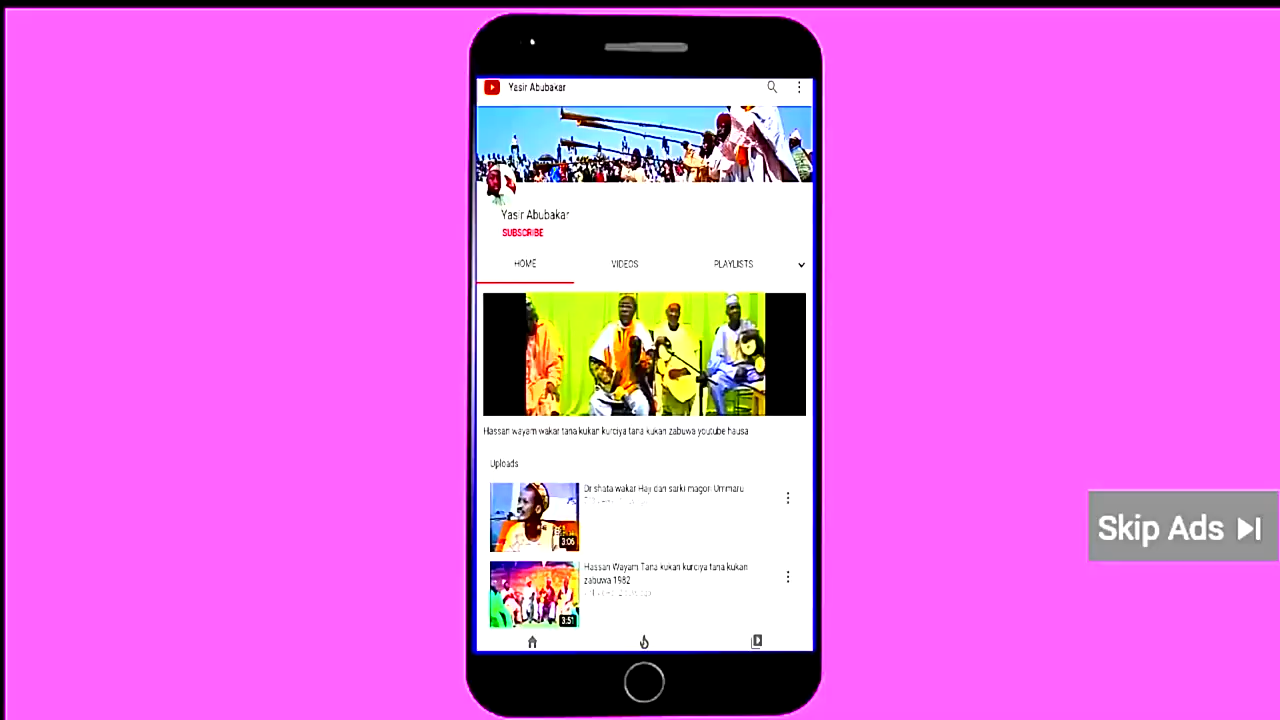 Yasir Abubakar
Yasir Abubakar
SUBSCRIBE
HOME VIDEOS PLAYLISTS
Hassan wayam wakar tana kukan kurciya tana kukan zabuwa youtube hausa
Uploads
Dr shata wakar Haji dan sarki magori Ummaru
3:06
Hassan Wayam Tana kukan kurciya tana kukan
zabuwa 1982
3:51
Skip Ads